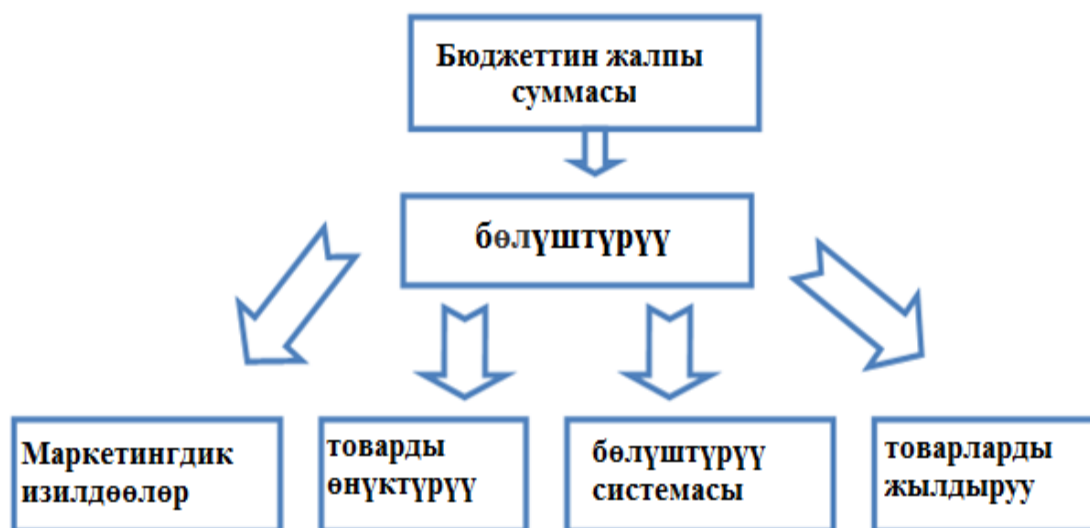 Бюджеттин жалпы
суммасы
бөлүштүрүү
Маркетингдик
изилдөөлөр
товарды
өнүктүрүү
бөлүштүрүү
системасы
товарларды
жылдыруу